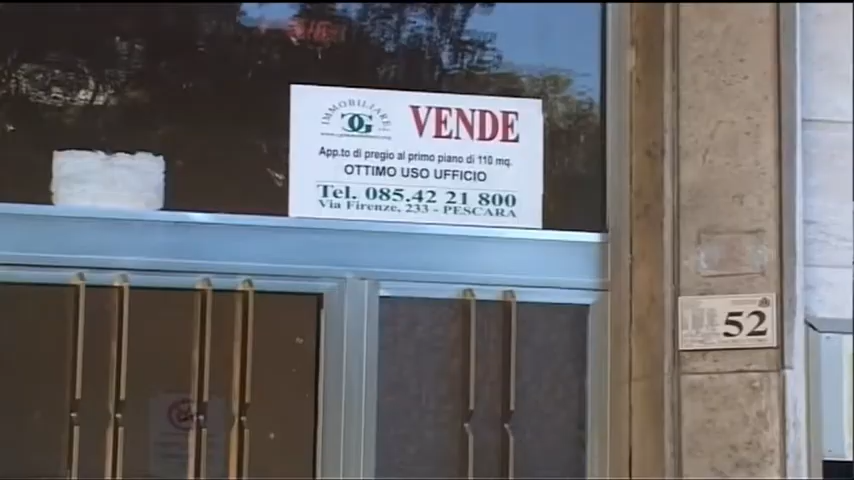 IMMOBILIARE
VENDE
App.to di pregio al primo piano di 110 mq.
OTTIMO USO UFFICIO
Tel. 085.42 21 800
Via Firenze, 233 - PESCARA
52